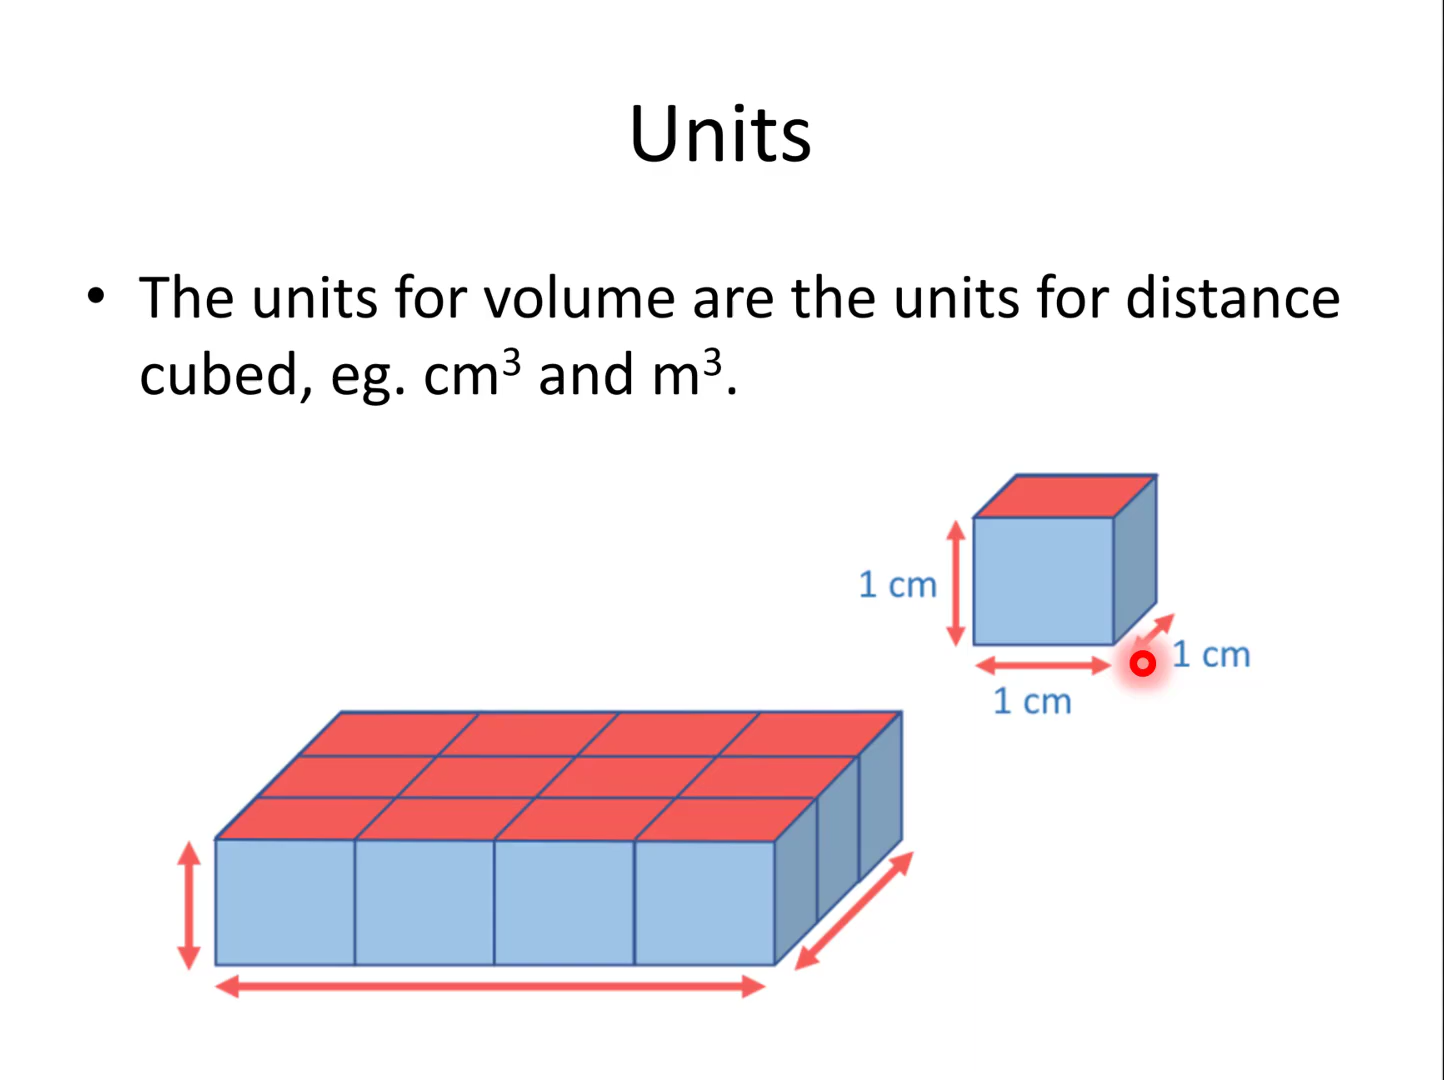 Units
• The units for volume are the units for distance
cubed, eg. cm³ and m³.
1 cm
1 cm
1 cm